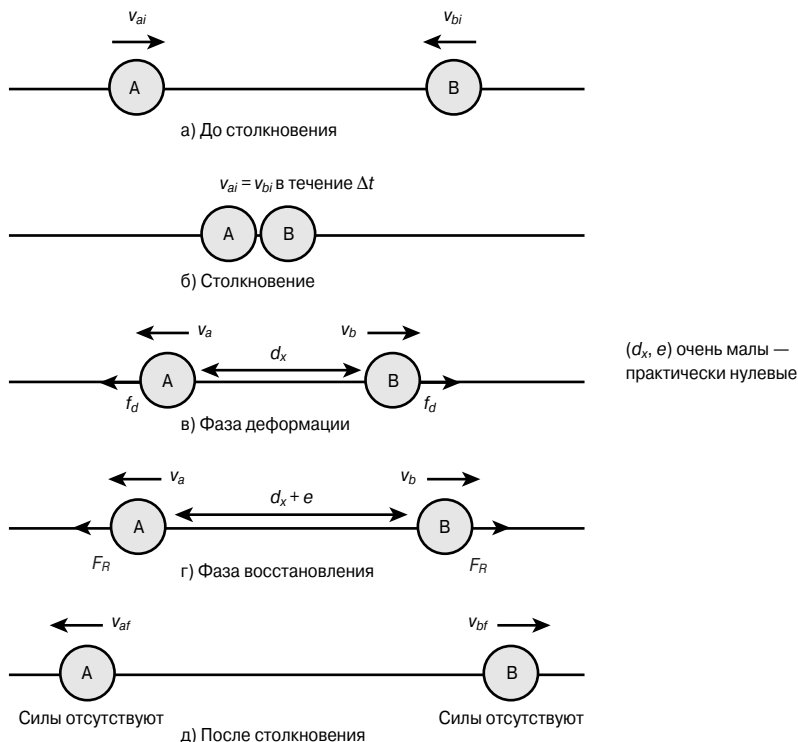 v_ai v_bi
A B
а) До столкновения
v_ai = v_bi в течение Δt
A B
б) Столкновение
v_a v_b
d_x
A B
f_d f_d
в) Фаза деформации
(d_x, e) очень малы —
практически нулевые
v_a v_b
d_x + e
A B
F_R F_R
г) Фаза восстановления
v_af v_bf
A B
Силы отсутствуют Силы отсутствуют
д) После столкновения